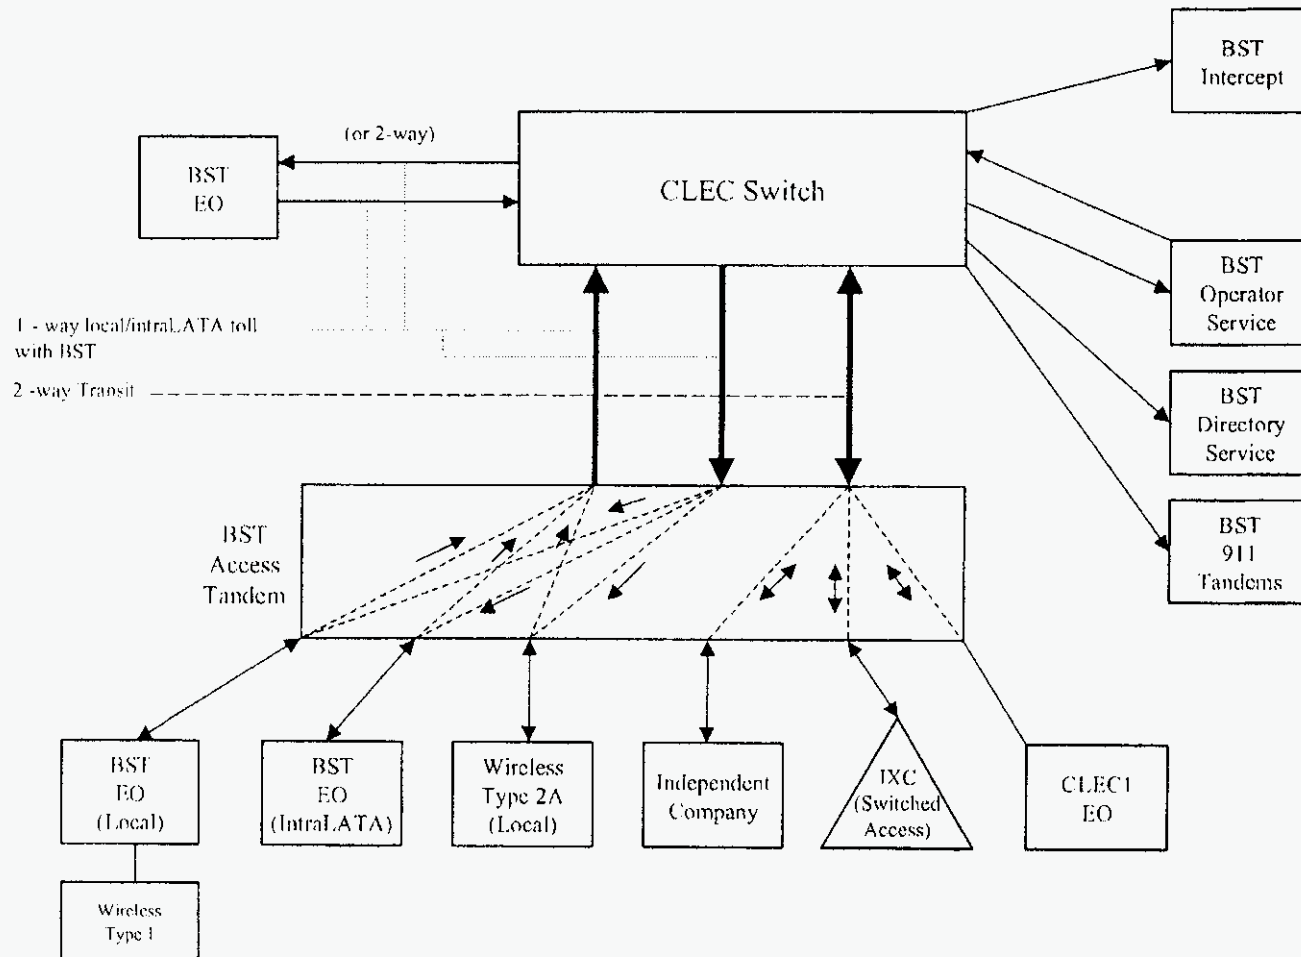 BST
Intercept
(or 2-way)
BST
EO
CLEC Switch
BST
Operator
Service
1 - way local/intraLATA toll
with BST
2 -way Transit
BST
Directory
Service
BST
Access
Tandem
BST
911
Tandems
BST
EO
(Local)
BST
EO
(IntraLATA)
Wireless
Type 2A
(Local)
Independent
Company
IXC
(Switched
Access)
CLEC1
EO
Wireless
Type 1